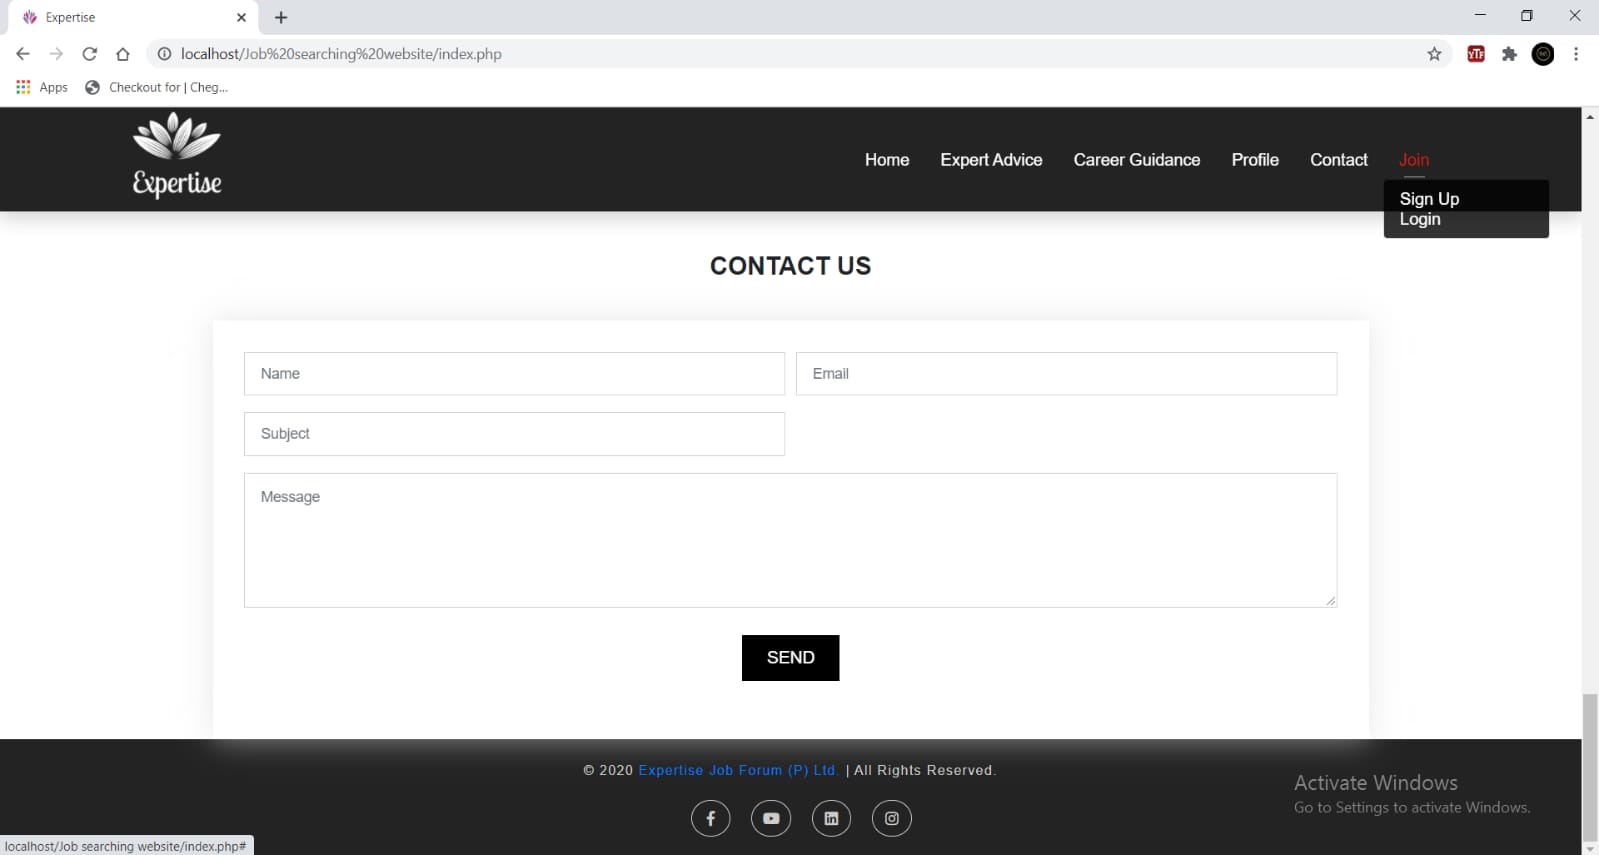 Expertise
localhost/Job%20searching%20website/index.php
YTF
Apps
Checkout for | Cheg...
Expertise
Home
Expert Advice
Career Guidance
Profile
Contact
Join
Sign Up
Login
CONTACT US
Name
Email
Subject
Message
SEND
© 2020 Expertise Job Forum (P) Ltd. | All Rights Reserved.
Activate Windows
Go to Settings to activate Windows.
localhost/Job searching website/index.php#